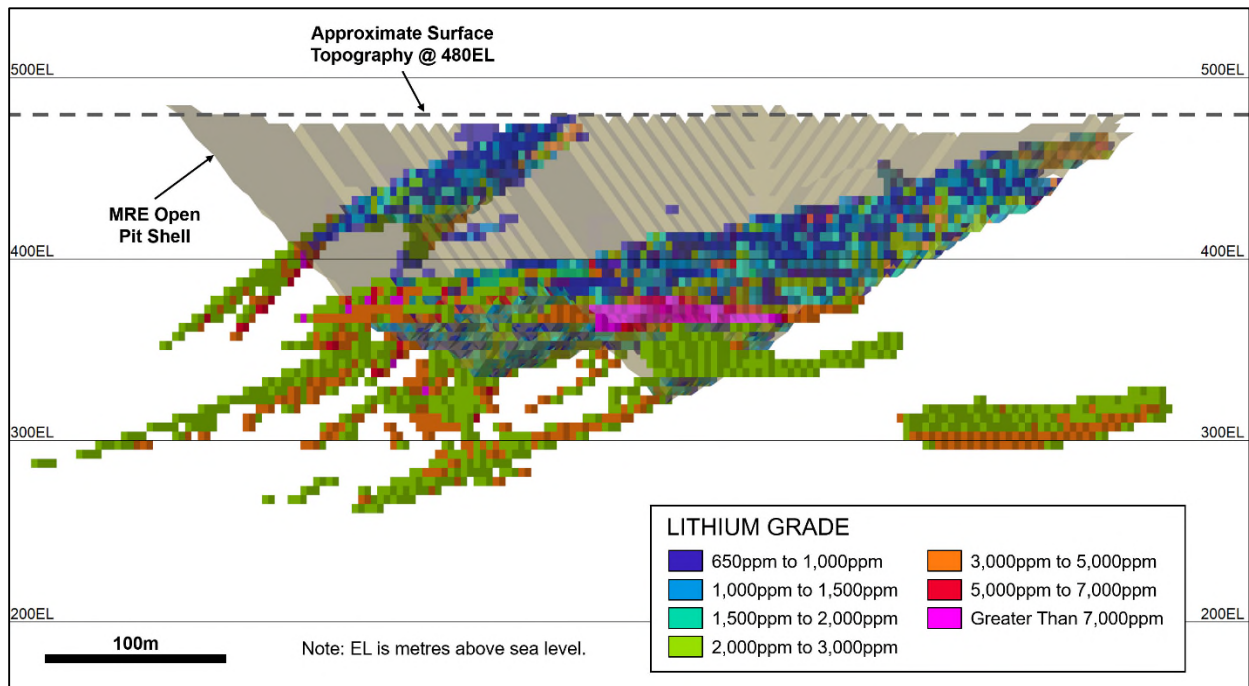 Approximate Surface
Topography @ 480EL
500EL
500EL
MRE Open
Pit Shell
400EL
400EL
300EL
300EL
LITHIUM GRADE
650ppm to 1,000ppm
3,000ppm to 5,000ppm
1,000ppm to 1,500ppm
5,000ppm to 7,000ppm
1,500ppm to 2,000ppm
Greater Than 7,000ppm
2,000ppm to 3,000ppm
200EL
200EL
100m
Note: EL is metres above sea level.